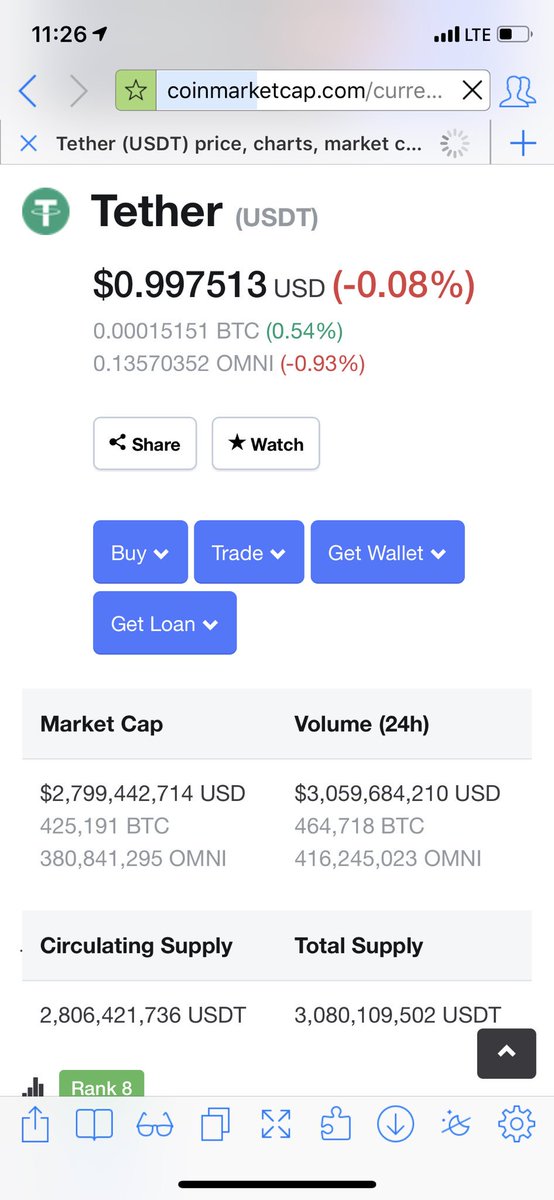 11:26 LTE
coinmarketcap.com/curre...
Tether (USDT) price, charts, market c...
Tether (USDT)
$0.997513 USD (-0.08%)
0.00015151 BTC (0.54%)
0.13570352 OMNI (-0.93%)
Share Watch
Buy Trade Get Wallet
Get Loan
Market Cap Volume (24h)
$2,799,442,714 USD $3,059,684,210 USD
425,191 BTC 464,718 BTC
380,841,295 OMNI 416,245,023 OMNI
Circulating Supply Total Supply
2,806,421,736 USDT 3,080,109,502 USDT
Rank 8